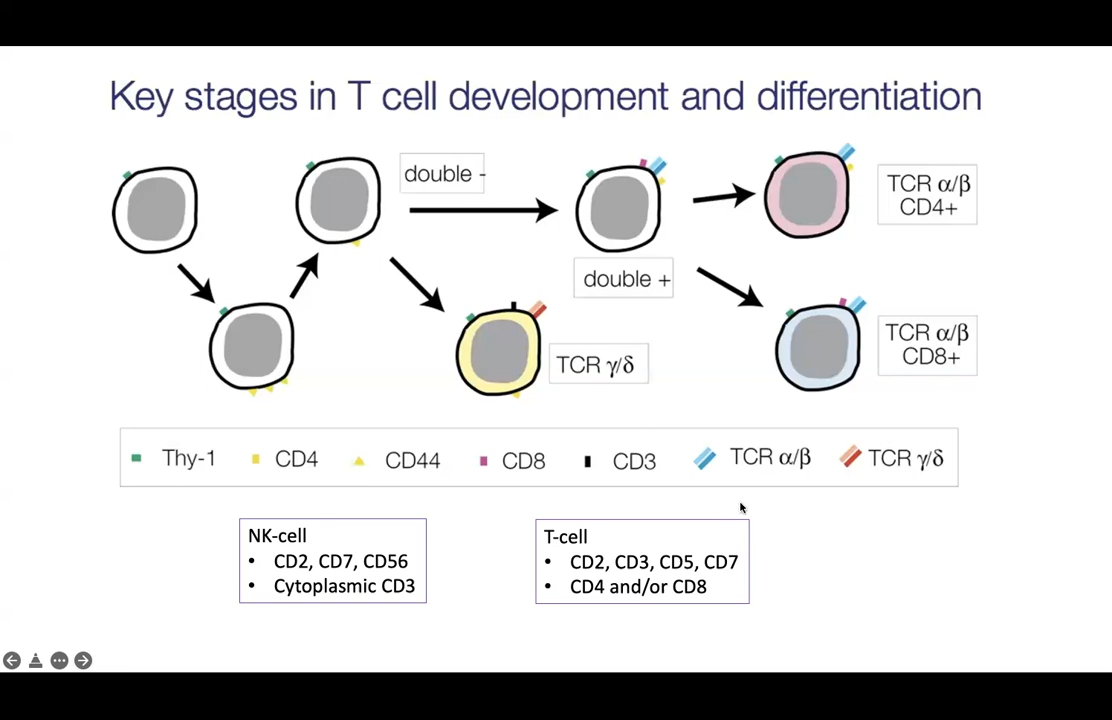 Key stages in T cell development and differentiation
double -
double +
TCR γ/δ
TCR α/β
CD4+
TCR α/β
CD8+
Thy-1 CD4 CD44 CD8 CD3 TCR α/β TCR γ/δ
NK-cell
• CD2, CD7, CD56
• Cytoplasmic CD3
T-cell
• CD2, CD3, CD5, CD7
• CD4 and/or CD8